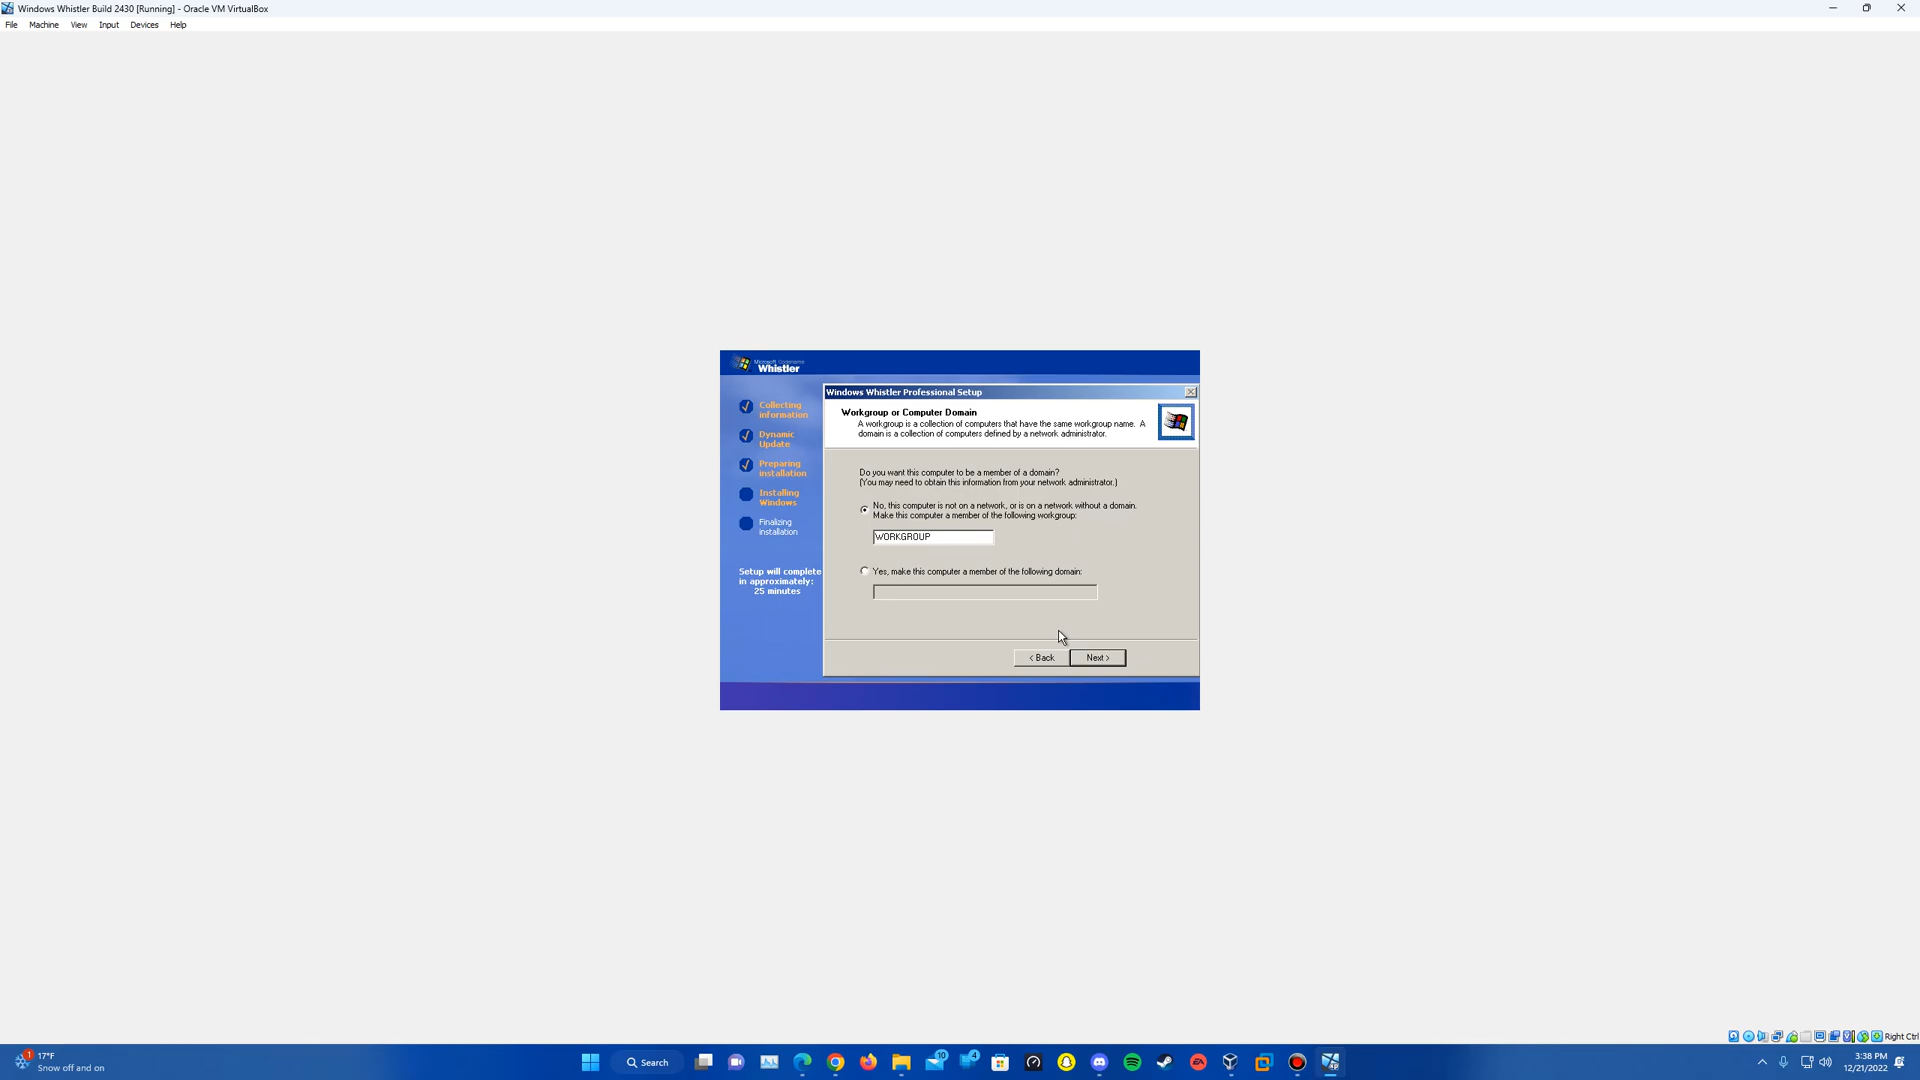 Windows Whistler Build 2430 [Running] - Oracle VM VirtualBox
File Machine View Input Devices Help
Microsoft Codename
Whistler
Collecting
information
Dynamic
Update
Preparing
installation
Installing
Windows
Finalizing
installation
Setup will complete
in approximately:
25 minutes
Windows Whistler Professional Setup
Workgroup or Computer Domain
A workgroup is a collection of computers that have the same workgroup name. A
domain is a collection of computers defined by a network administrator.
Do you want this computer to be a member of a domain?
(You may need to obtain this information from your network administrator.)
No, this computer is not on a network, or is on a network without a domain.
Make this computer a member of the following workgroup:
WORKGROUP
Yes, make this computer a member of the following domain:
< Back
Next >
Right Ctrl
1
17°F
Snow off and on
Search
10
4
EA
3:38 PM
12/21/2022